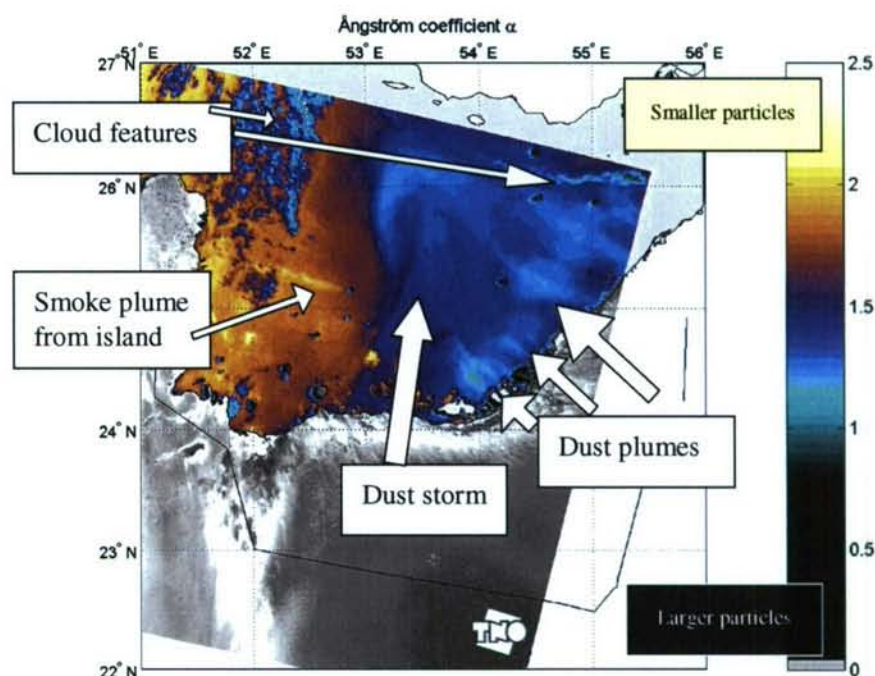 Ångström coefficient α
51° E 52° E 53° E 54° E 55° E 56° E
27° N
26° N
24° N
23° N
22° N
Cloud features
Smoke plume
from island
Dust storm
Dust plumes
Smaller particles
Larger particles
2.5
2
1.5
1
0.5
0
TNO